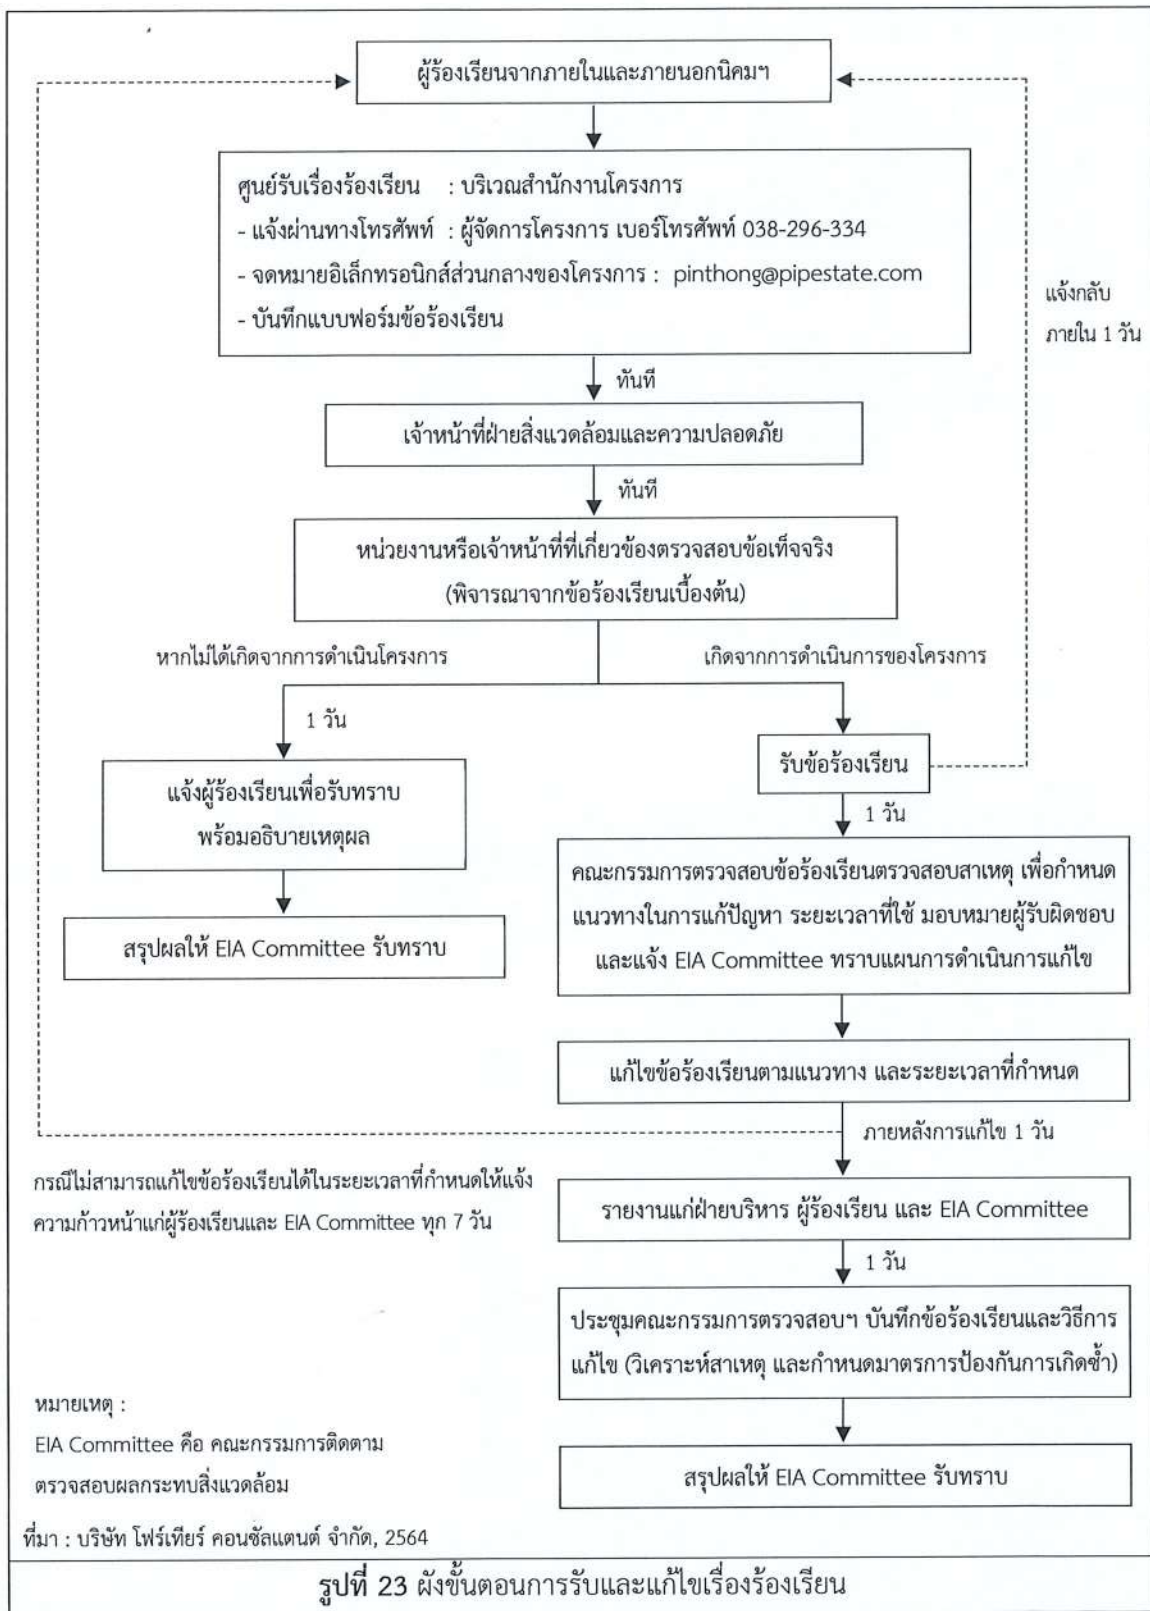 ผู้ร้องเรียนจากภายในและภายนอกนิคมฯ
ศูนย์รับเรื่องร้องเรียน : บริเวณสำนักงานโครงการ
- แจ้งผ่านทางโทรศัพท์ : ผู้จัดการโครงการ เบอร์โทรศัพท์ 038-296-334
- จดหมายอิเล็กทรอนิกส์ส่วนกลางของโครงการ : pinthong@pipestate.com
- บันทึกแบบฟอร์มข้อร้องเรียน
แจ้งกลับ
ภายใน 1 วัน
ทันที
เจ้าหน้าที่ฝ่ายสิ่งแวดล้อมและความปลอดภัย
ทันที
หน่วยงานหรือเจ้าหน้าที่ที่เกี่ยวข้องตรวจสอบข้อเท็จจริง
(พิจารณาจากข้อร้องเรียนเบื้องต้น)
หากไม่ได้เกิดจากการดำเนินโครงการ
เกิดจากการดำเนินการของโครงการ
1 วัน
แจ้งผู้ร้องเรียนเพื่อรับทราบ
พร้อมอธิบายเหตุผล
สรุปผลให้ EIA Committee รับทราบ
รับข้อร้องเรียน
1 วัน
คณะกรรมการตรวจสอบข้อร้องเรียนตรวจสอบสาเหตุ เพื่อกำหนด
แนวทางในการแก้ปัญหา ระยะเวลาที่ใช้ มอบหมายผู้รับผิดชอบ
และแจ้ง EIA Committee ทราบแผนการดำเนินการแก้ไข
แก้ไขข้อร้องเรียนตามแนวทาง และระยะเวลาที่กำหนด
ภายหลังการแก้ไข 1 วัน
กรณีไม่สามารถแก้ไขข้อร้องเรียนได้ในระยะเวลาที่กำหนดให้แจ้ง
ความก้าวหน้าแก่ผู้ร้องเรียนและ EIA Committee ทุก 7 วัน
รายงานแก่ฝ่ายบริหาร ผู้ร้องเรียน และ EIA Committee
1 วัน
ประชุมคณะกรรมการตรวจสอบฯ บันทึกข้อร้องเรียนและวิธีการ
แก้ไข (วิเคราะห์สาเหตุ และกำหนดมาตรการป้องกันการเกิดซ้ำ)
สรุปผลให้ EIA Committee รับทราบ
หมายเหตุ :
EIA Committee คือ คณะกรรมการติดตาม
ตรวจสอบผลกระทบสิ่งแวดล้อม
ที่มา : บริษัท โฟร์เทียร์ คอนซัลแตนต์ จำกัด, 2564
รูปที่ 23 ผังขั้นตอนการรับและแก้ไขเรื่องร้องเรียน